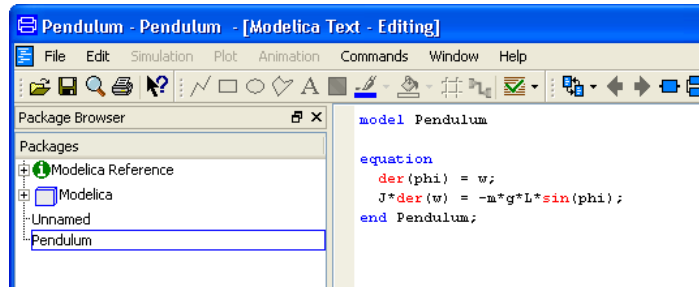 Pendulum - Pendulum - [Modelica Text - Editing]
File Edit Simulation Plot Animation Commands Window Help
A
Package Browser
Packages
Modelica Reference
Modelica
Unnamed
Pendulum
model Pendulum
equation
der(phi) = w;
J*der(w) = -m*g*L*sin(phi);
end Pendulum;